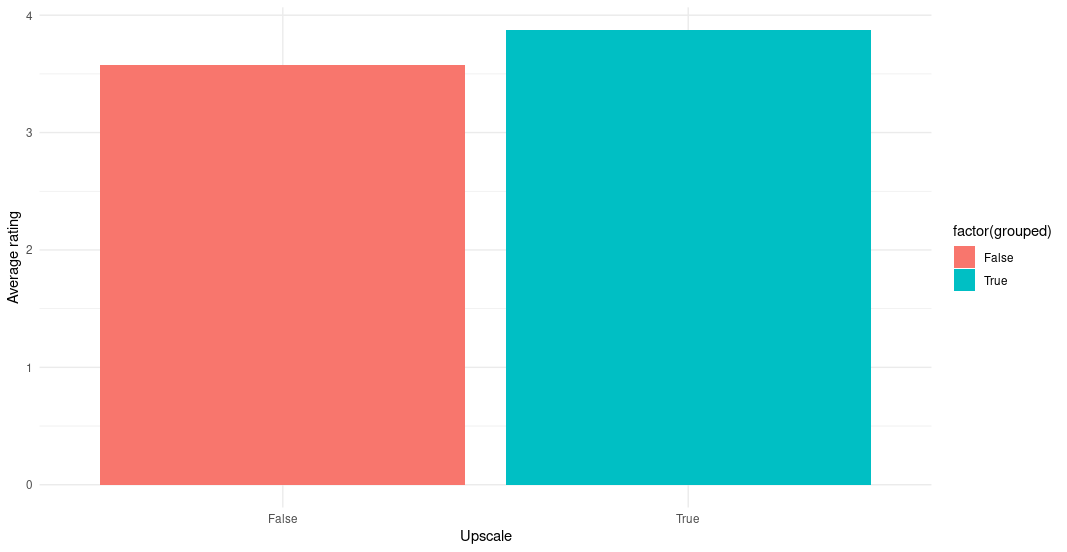 4
3
2
1
0
Average rating
False
True
Upscale
factor(grouped)
False
True